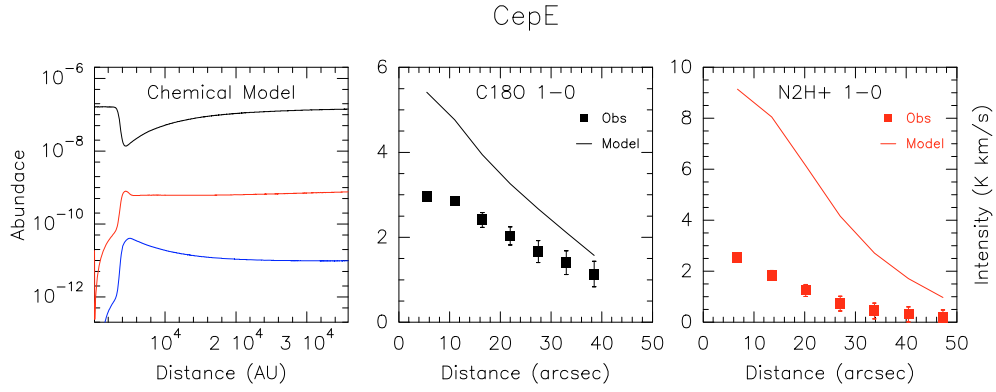 CepE
Abundace
10^-6
10^-8
10^-10
10^-12
Chemical Model
10^4
2 10^4
3 10^4
Distance (AU)
6
4
2
0
C18O 1-0
Obs
Model
0 10 20 30 40 50
Distance (arcsec)
10
8
6
4
2
0
N2H+ 1-0
Obs
Model
0 10 20 30 40 50
Distance (arcsec)
Intensity (K km/s)